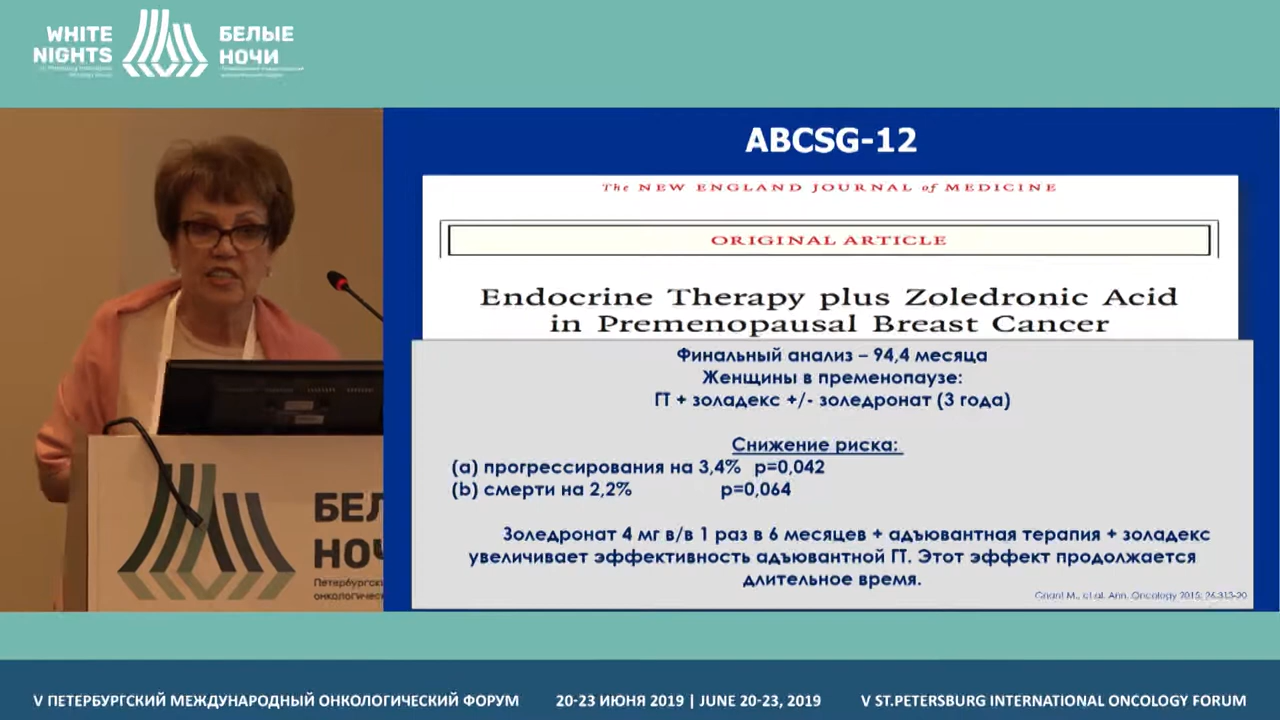 WHITE
NIGHTS
БЕЛЫЕ
НОЧИ
ABCSG-12
The NEW ENGLAND JOURNAL of MEDICINE
ORIGINAL ARTICLE
Endocrine Therapy plus Zoledronic Acid
in Premenopausal Breast Cancer
Финальный анализ – 94,4 месяца
Женщины в пременопаузе:
ГТ + золадекс +/- золедронат (3 года)
Снижение риска:
(a) прогрессирования на 3,4% p=0,042
(b) смерти на 2,2% p=0,064
Золедронат 4 мг в/в 1 раз в 6 месяцев + адъювантная терапия + золадекс
увеличивает эффективность адъювантной ГТ. Этот эффект продолжается
длительное время.
Gnant M., et al. Ann. Oncology 2015; 26:313-20
БЕЛ
НОЧ
Петербургски
онкологичес
V ПЕТЕРБУРГСКИЙ МЕЖДУНАРОДНЫЙ ОНКОЛОГИЧЕСКИЙ ФОРУМ
20-23 ИЮНЯ 2019 | JUNE 20-23, 2019
V ST.PETERSBURG INTERNATIONAL ONCOLOGY FORUM